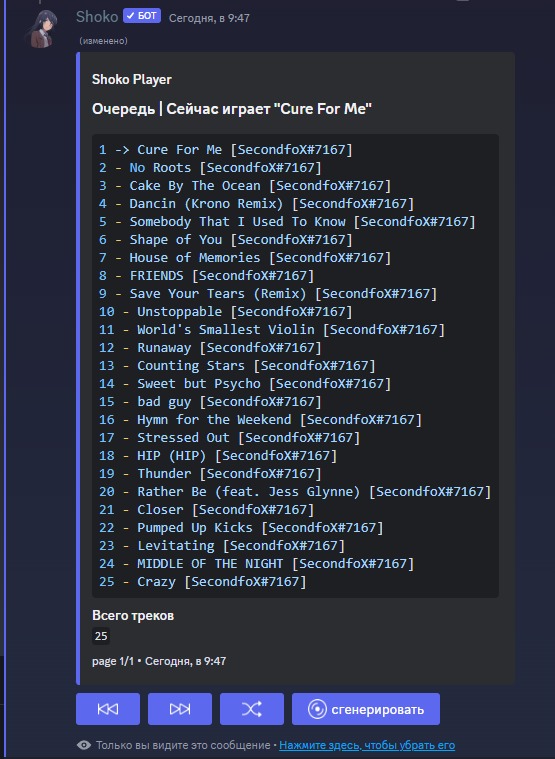 Shoko ✓ БОТ Сегодня, в 9:47
(изменено)
Shoko Player
Очередь | Сейчас играет "Cure For Me"
1 -> Cure For Me [SecondfoX#7167]
2 - No Roots [SecondfoX#7167]
3 - Cake By The Ocean [SecondfoX#7167]
4 - Dancin (Krono Remix) [SecondfoX#7167]
5 - Somebody That I Used To Know [SecondfoX#7167]
6 - Shape of You [SecondfoX#7167]
7 - House of Memories [SecondfoX#7167]
8 - FRIENDS [SecondfoX#7167]
9 - Save Your Tears (Remix) [SecondfoX#7167]
10 - Unstoppable [SecondfoX#7167]
11 - World's Smallest Violin [SecondfoX#7167]
12 - Runaway [SecondfoX#7167]
13 - Counting Stars [SecondfoX#7167]
14 - Sweet but Psycho [SecondfoX#7167]
15 - bad guy [SecondfoX#7167]
16 - Hymn for the Weekend [SecondfoX#7167]
17 - Stressed Out [SecondfoX#7167]
18 - HIP (HIP) [SecondfoX#7167]
19 - Thunder [SecondfoX#7167]
20 - Rather Be (feat. Jess Glynne) [SecondfoX#7167]
21 - Closer [SecondfoX#7167]
22 - Pumped Up Kicks [SecondfoX#7167]
23 - Levitating [SecondfoX#7167]
24 - MIDDLE OF THE NIGHT [SecondfoX#7167]
25 - Crazy [SecondfoX#7167]
Всего треков
25
page 1/1 • Сегодня, в 9:47
сгенерировать
Только вы видите это сообщение • Нажмите здесь, чтобы убрать его